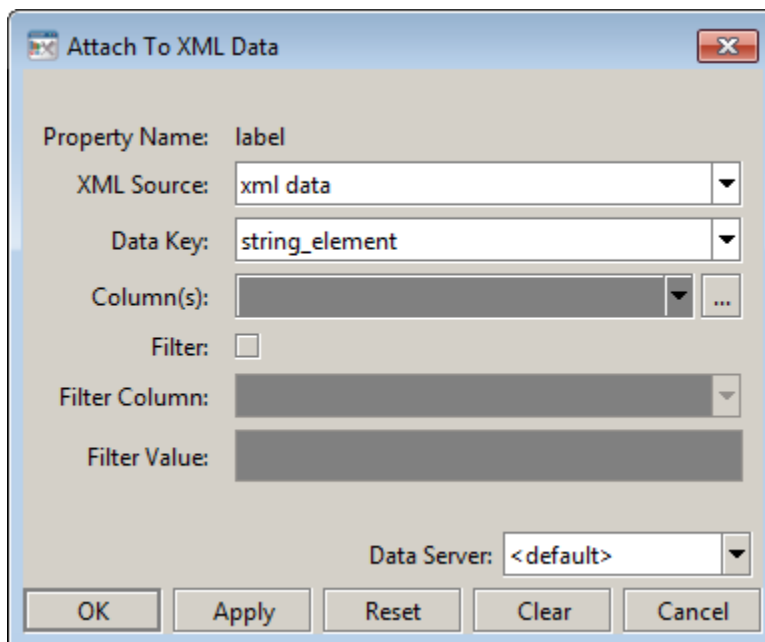 Attach To XML Data
Property Name: label
XML Source: xml data
Data Key: string_element
Column(s): ...
Filter:
Filter Column:
Filter Value:
Data Server: <default>
OK Apply Reset Clear Cancel